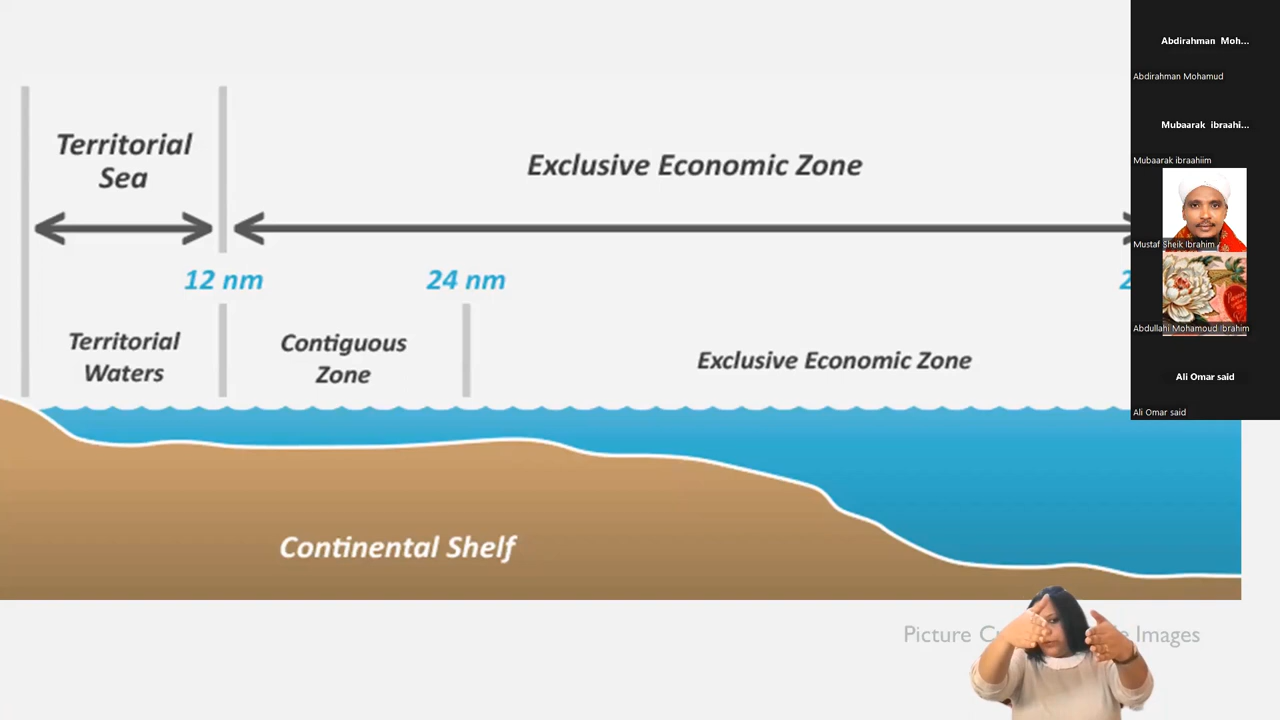 Territorial
Sea
Exclusive Economic Zone
12 nm
24 nm
Territorial
Waters
Contiguous
Zone
Exclusive Economic Zone
Continental Shelf
Picture
Images
Abdirahman Moh...
Abdirahman Mohamud
Mubaarak ibraahi...
Mubaarak ibraahiim
Mustaf Sheik Ibrahim
Abdullahi Mohamoud Ibrahim
Ali Omar said
Ali Omar said